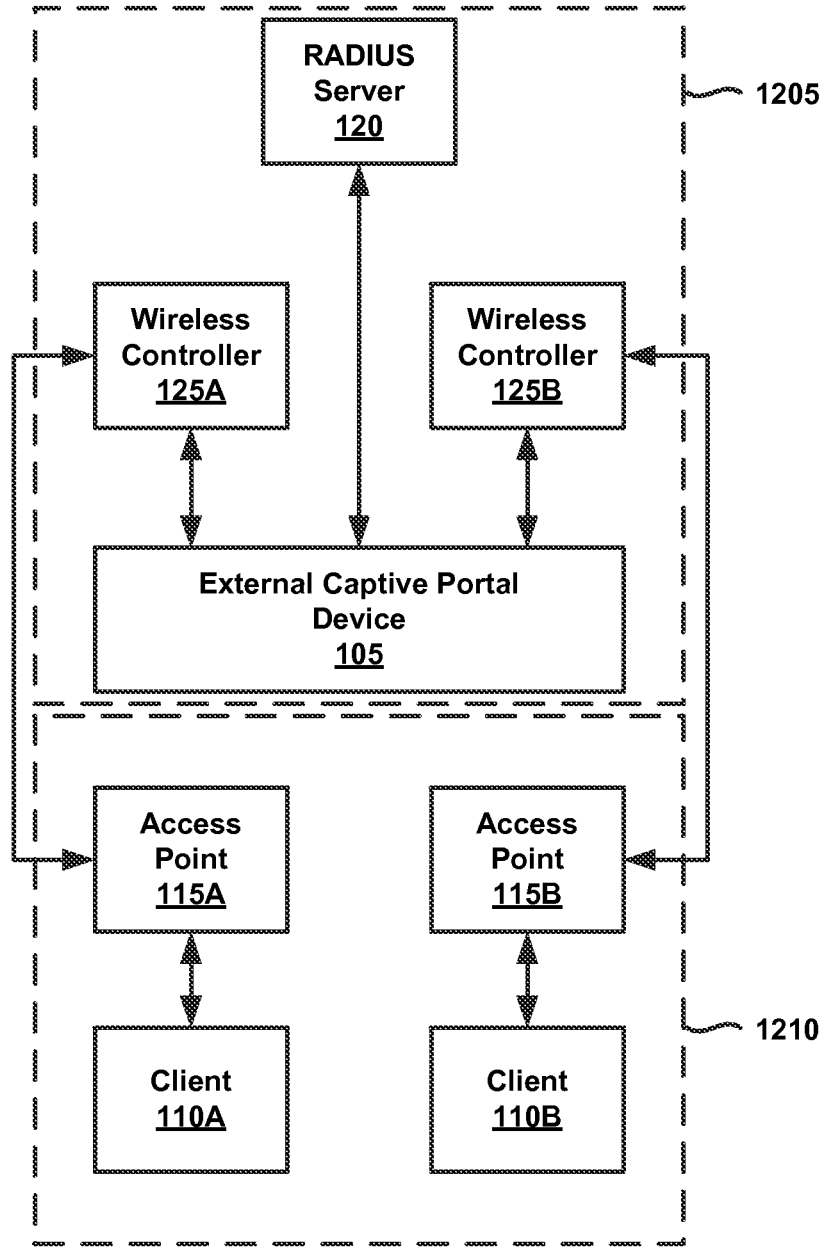 RADIUS
Server
120
1205
Wireless
Controller
125A
Wireless
Controller
125B
External Captive Portal
Device
105
Access
Point
115A
Access
Point
115B
Client
110A
Client
110B
1210